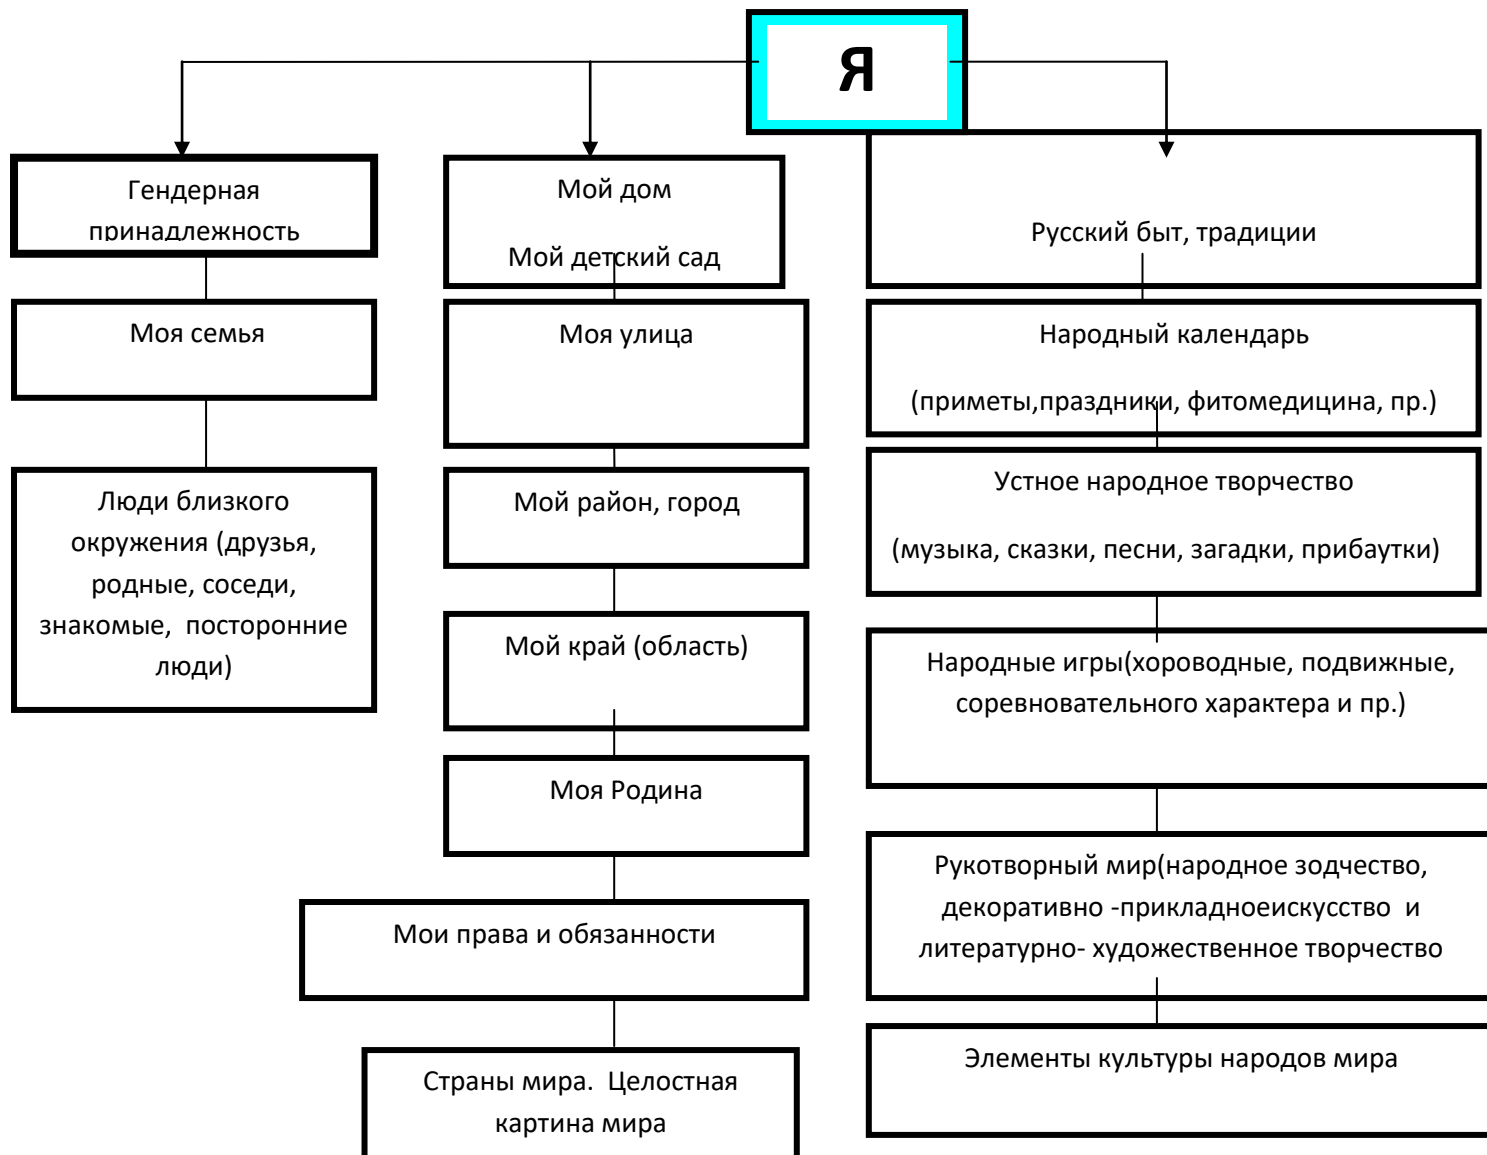 Я
Гендерная
принадлежность
Моя семья
Люди близкого
окружения (друзья,
родные, соседи,
знакомые, посторонние
люди)
Мой дом
Мой детский сад
Моя улица
Мой район, город
Мой край (область)
Моя Родина
Мои права и обязанности
Страны мира. Целостная
картина мира
Русский быт, традиции
Народный календарь
(приметы,праздники, фитомедицина, пр.)
Устное народное творчество
(музыка, сказки, песни, загадки, прибаутки)
Народные игры(хороводные, подвижные,
соревновательного характера и пр.)
Рукотворный мир(народное зодчество,
декоративно -прикладноеискусство и
литературно- художественное творчество
Элементы культуры народов мира